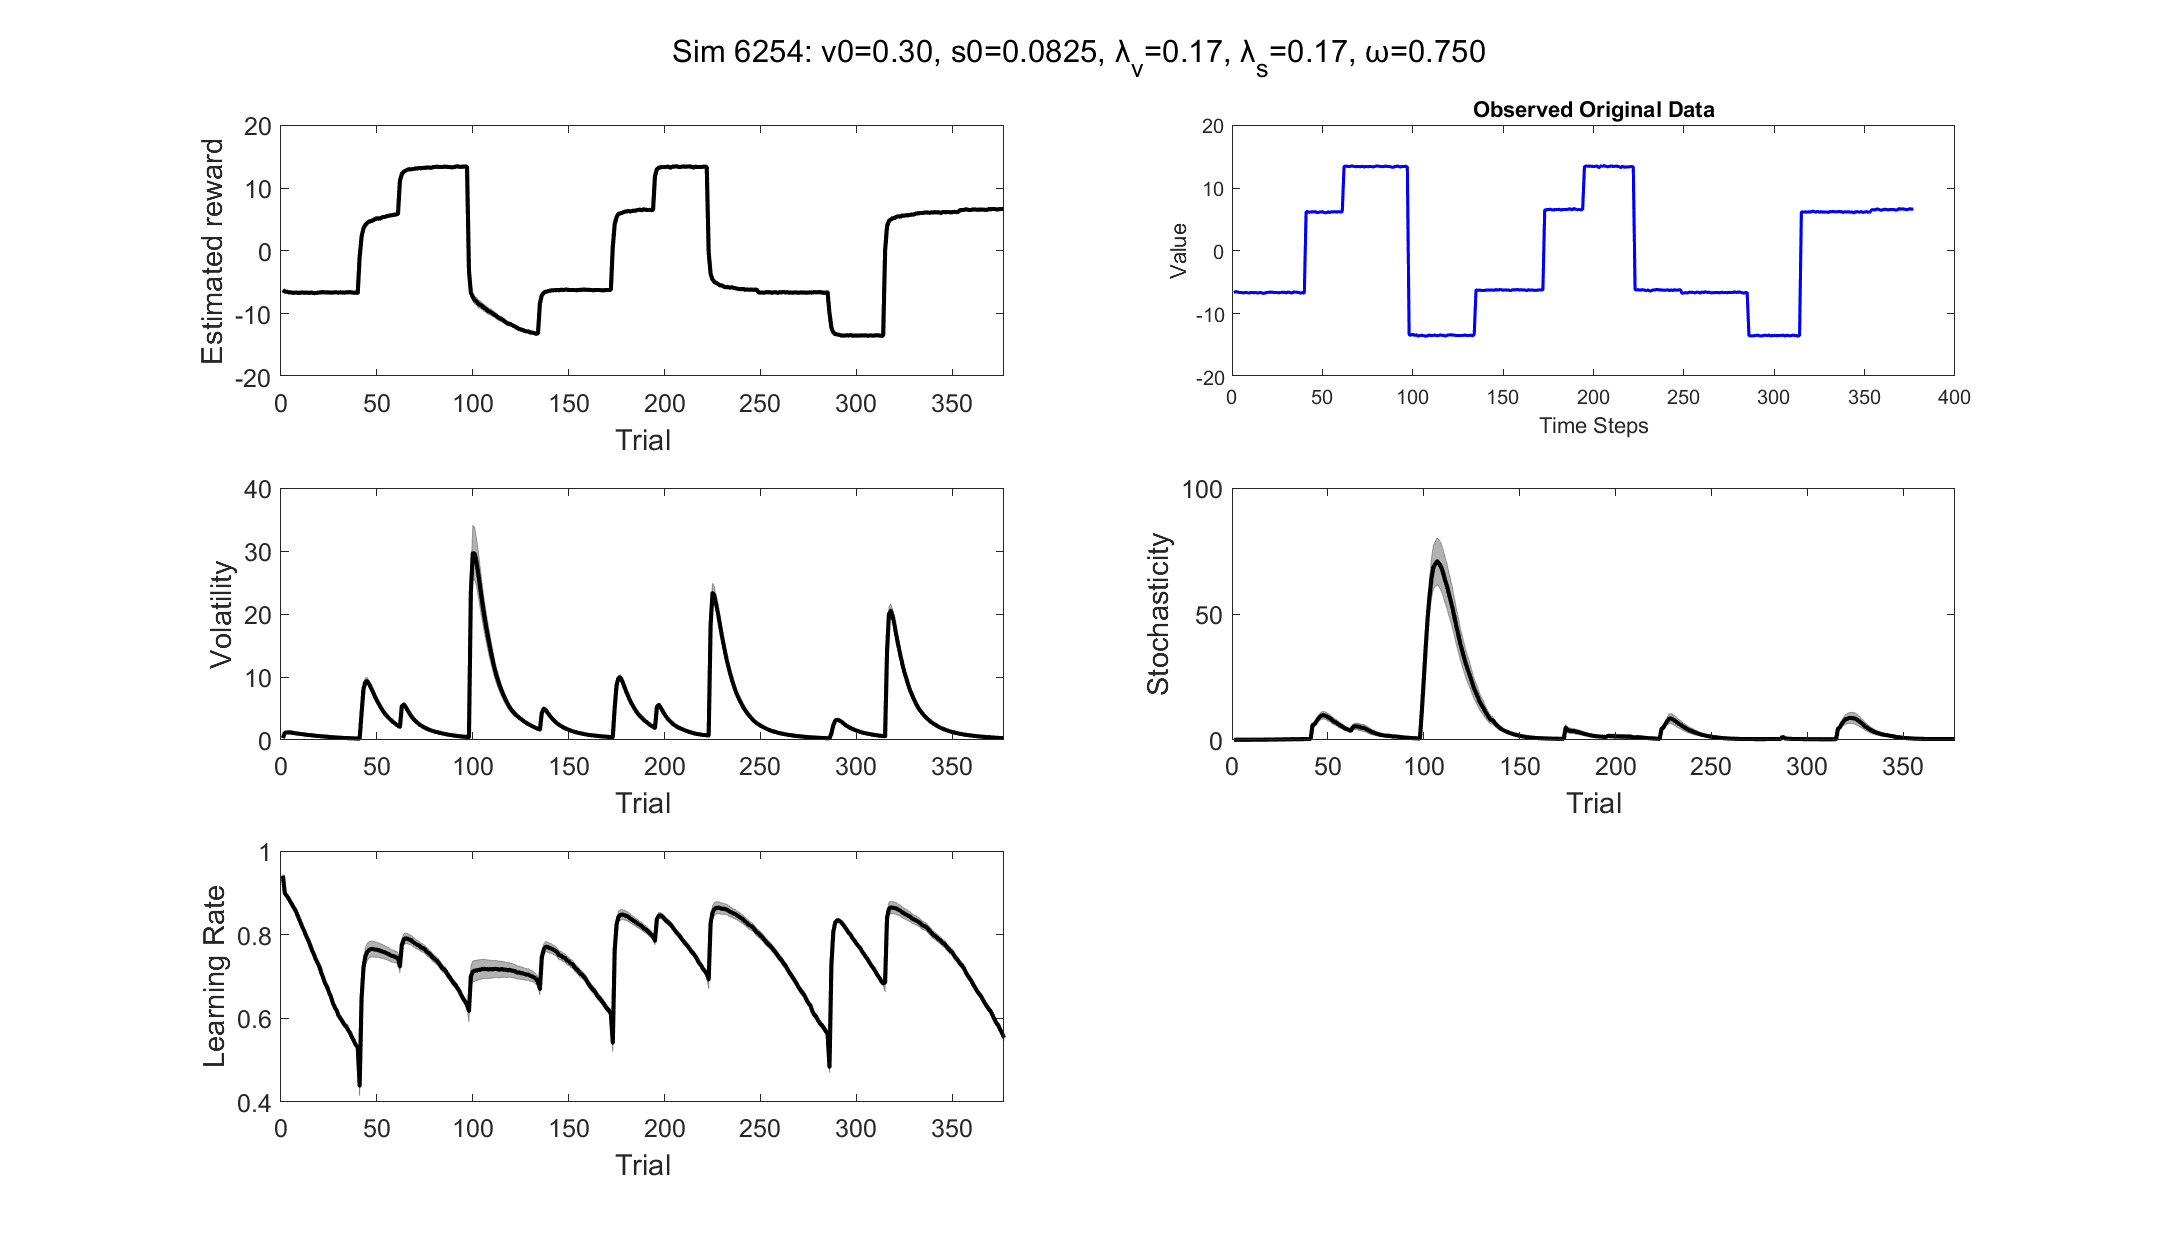 Sim 6254: v0=0.30, s0=0.0825, λ_v=0.17, λ_s=0.17, ω=0.750
Estimated reward
20
10
0
-10
-20
0 50 100 150 200 250 300 350
Trial
Observed Original Data
Value
20
10
0
-10
-20
0 50 100 150 200 250 300 350 400
Time Steps
Volatility
40
30
20
10
0
0 50 100 150 200 250 300 350
Trial
Stochasticity
100
50
0
0 50 100 150 200 250 300 350
Trial
Learning Rate
1
0.8
0.6
0.4
0 50 100 150 200 250 300 350
Trial